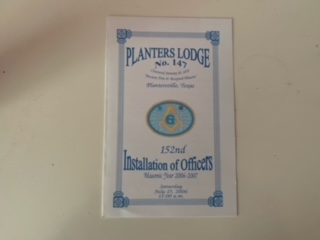 PLANTERS LODGE
No. 147
Plantersville, Texas
G
152nd
Installation of Officers
Masonic Year 2006-2007
Saturday
July 15, 2006